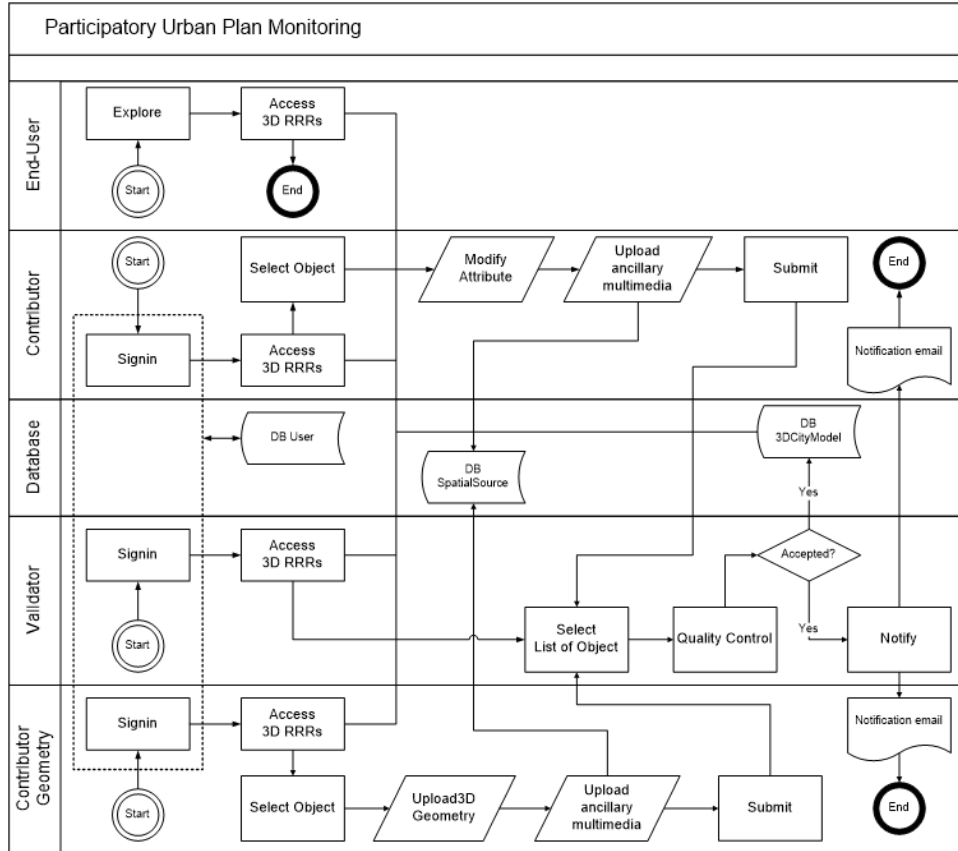 Participatory Urban Plan Monitoring
End-User
Explore
Access
3D RRRs
Start
End
Contributor
Start
Select Object
Modify
Attribute
Upload
ancillary
multimedia
Submit
End
Signin
Access
3D RRRs
Notification email
Database
DB User
DB
SpatialSource
DB
3DCityModel
Yes
Validator
Signin
Access
3D RRRs
Accepted?
Start
Select
List of Object
Quality Control
Yes
Notify
Contributor
Geometry
Signin
Access
3D RRRs
Notification email
Start
Select Object
Upload3D
Geometry
Upload
ancillary
multimedia
Submit
End